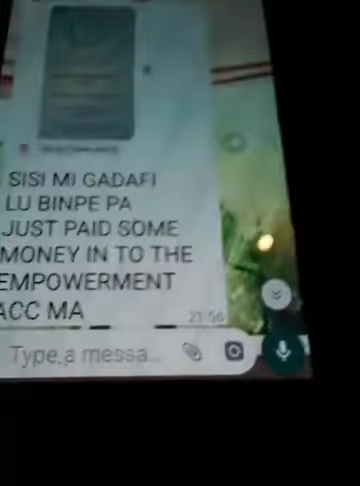 SISI MI GADAFI
LU BINPE PA
JUST PAID SOME
MONEY IN TO THE
EMPOWERMENT
ACC MA
21:56
Type a messa...